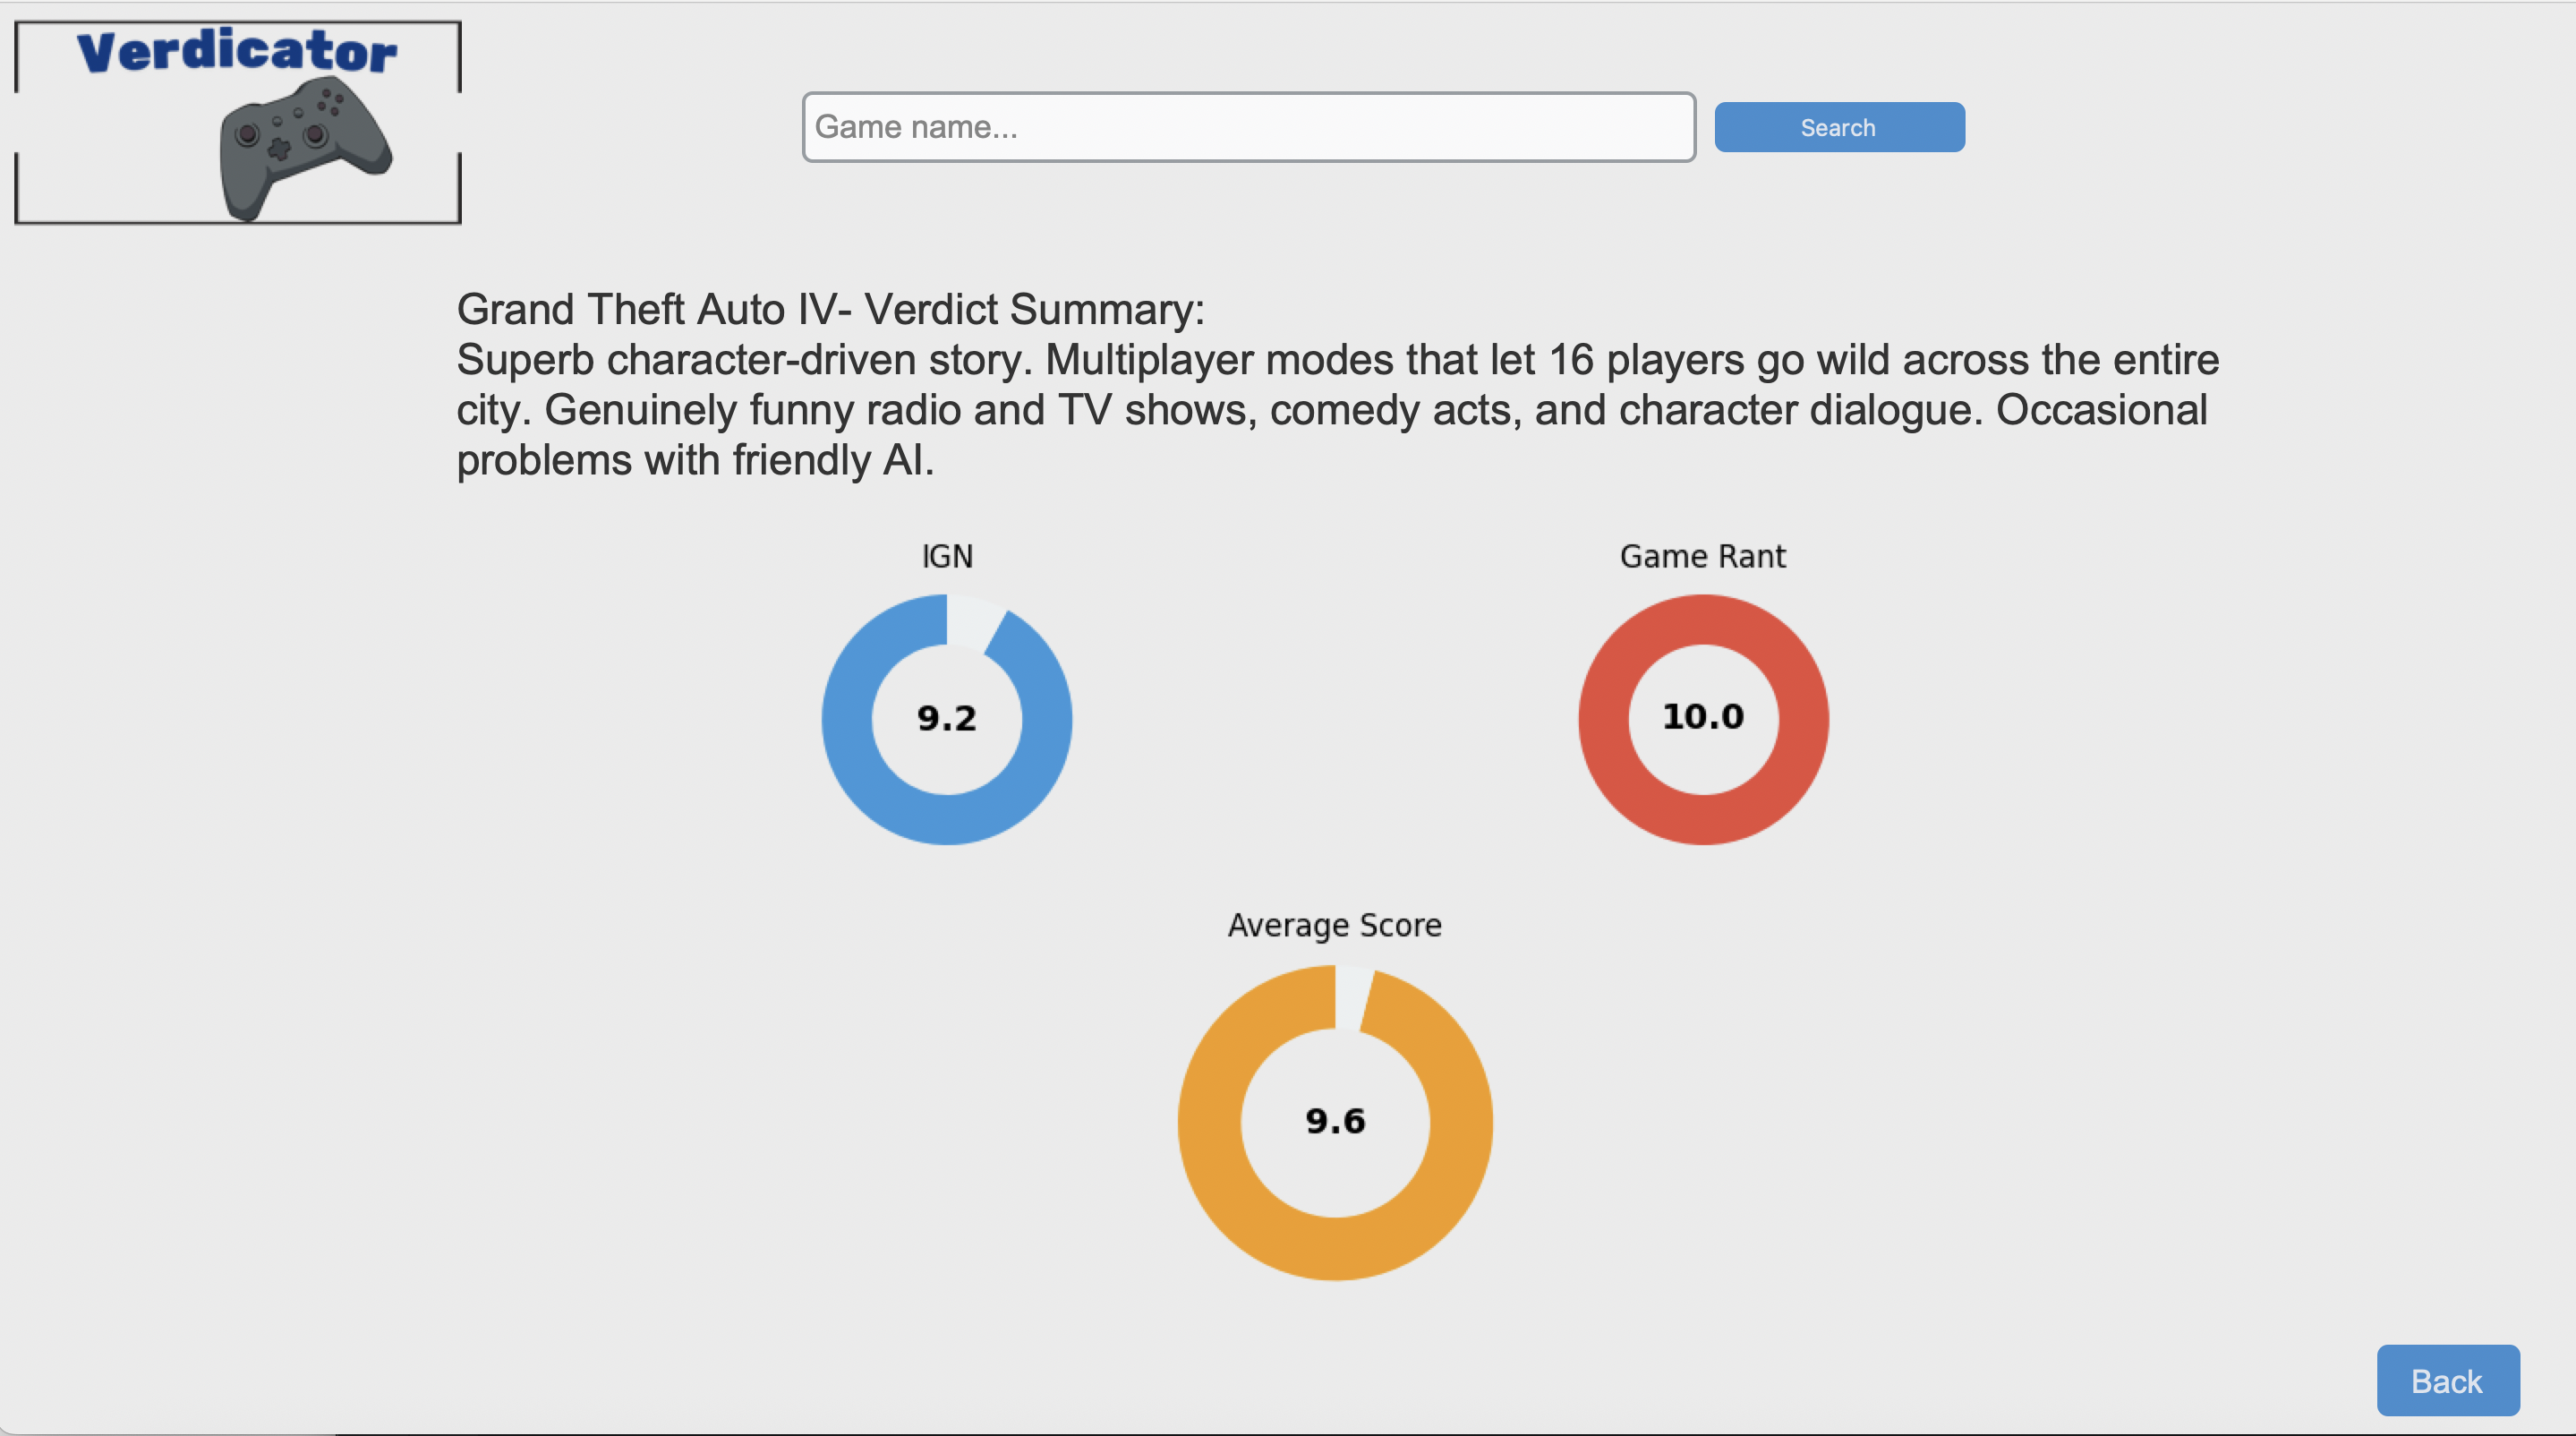 Verdicator
Game name...
Search
Grand Theft Auto IV- Verdict Summary:
Superb character-driven story. Multiplayer modes that let 16 players go wild across the entire
city. Genuinely funny radio and TV shows, comedy acts, and character dialogue. Occasional
problems with friendly AI.
IGN
9.2
Game Rant
10.0
Average Score
9.6
Back